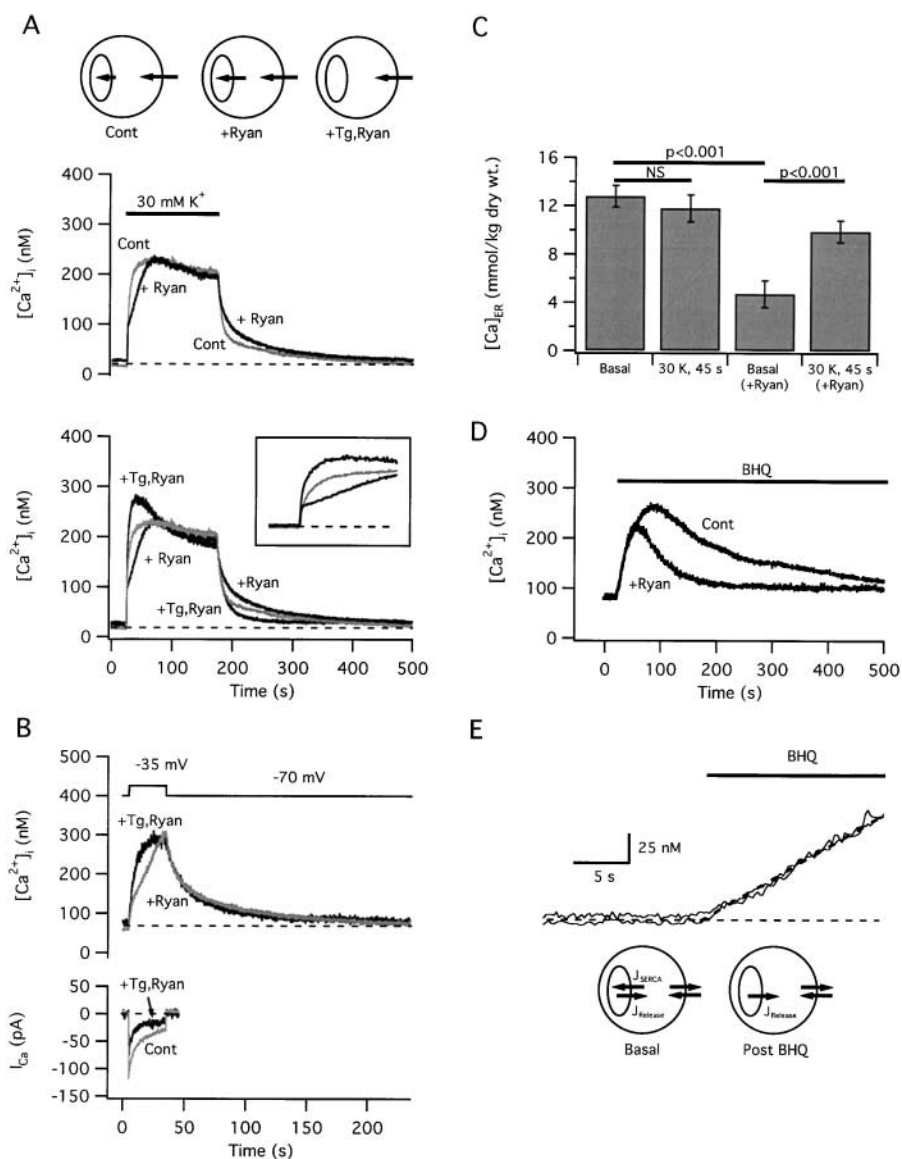 A
Cont
+Ryan
+Tg,Ryan
400
300
200
100
0
[Ca²⁺]ᵢ (nM)
30 mM K⁺
Cont
+ Ryan
+ Ryan
Cont
400
300
200
100
0
[Ca²⁺]ᵢ (nM)
+Tg,Ryan
+ Ryan
+Ryan
+Tg,Ryan
0 100 200 300 400 500
Time (s)
B
500
400
300
200
100
0
[Ca²⁺]ᵢ (nM)
-35 mV
-70 mV
+Tg,Ryan
+Ryan
50
0
-50
-100
-150
I_Ca (pA)
+Tg,Ryan
Cont
0 50 100 150 200
Time (s)
C
16
12
8
4
0
[Ca]_ER (mmol/kg dry wt.)
p<0.001
NS
p<0.001
Basal
30 K, 45 s
Basal
(+Ryan)
30 K, 45 s
(+Ryan)
D
400
300
200
100
0
[Ca²⁺]ᵢ (nM)
BHQ
Cont
+Ryan
0 100 200 300 400 500
Time (s)
E
BHQ
25 nM
5 s
J_SERCA
J_Release
J_Release
Basal
Post BHQ